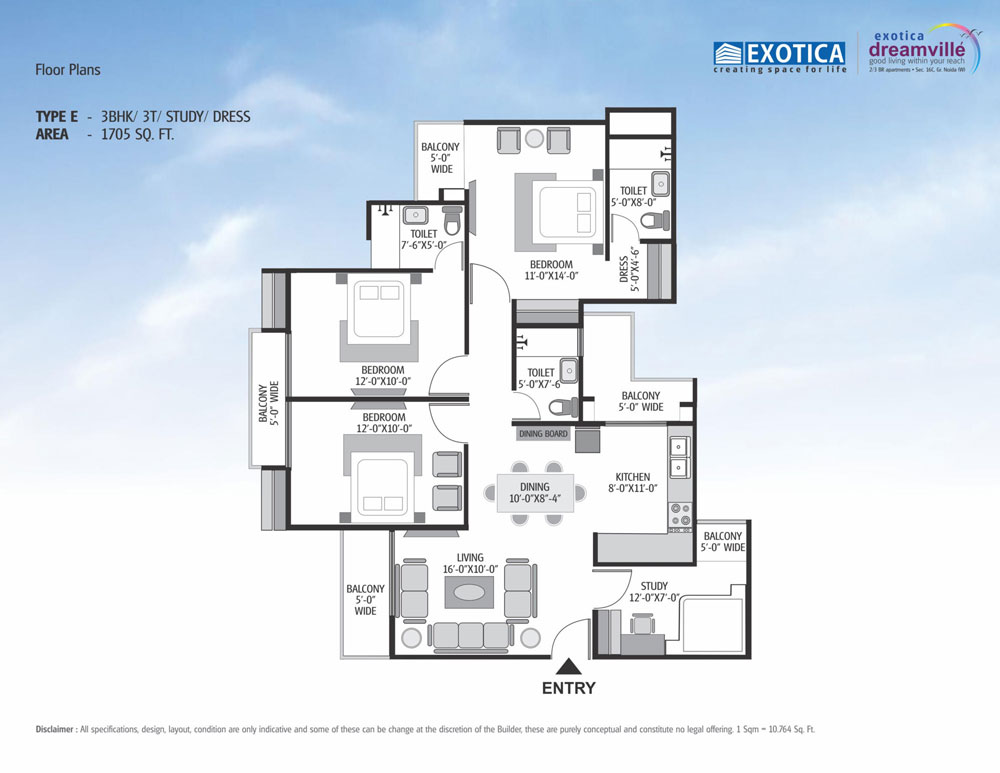 EXOTICA
creating space for life
exotica
dreamville
good living within your reach
2/3 BR apartments • Sec. 16C, Gr. Noida (W)
Floor Plans
TYPE E - 3BHK/ 3T/ STUDY/ DRESS
AREA - 1705 SQ. FT.
BALCONY
5'-0"
WIDE
TOILET
5'-0"X8'-0"
TOILET
7'-6"X5'-0"
BEDROOM
11'-0"X14'-0"
DRESS
5'-0"X4'-6"
BEDROOM
12'-0"X10'-0"
TOILET
5'-0"X7'-6
BALCONY
5'-0" WIDE
BALCONY
5'-0" WIDE
BEDROOM
12'-0"X10'-0"
DINING BOARD
KITCHEN
8'-0"X11'-0"
DINING
10'-0"X8"-4"
BALCONY
5'-0" WIDE
LIVING
16'-0"X10'-0"
BALCONY
5'-0"
WIDE
STUDY
12'-0"X7'-0"
ENTRY
Disclaimer : All specifications, design, layout, condition are only indicative and some of these can be change at the discretion of the Builder, these are purely conceptual and constitute no legal offering. 1 Sqm = 10.764 Sq. Ft.